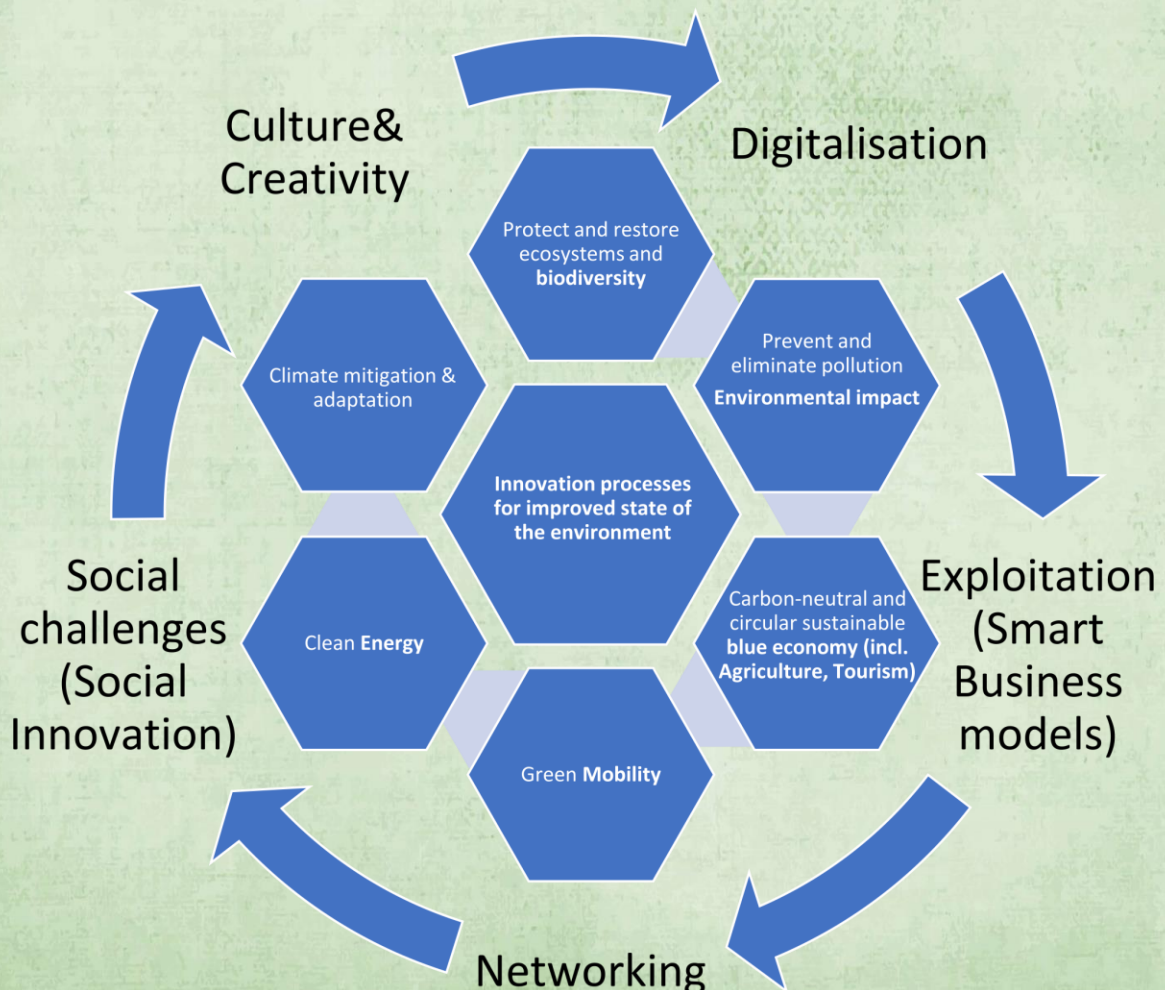 Culture&
Creativity
Digitalisation
Protect and restore
ecosystems and
biodiversity
Prevent and
eliminate pollution
Environmental impact
Climate mitigation &
adaptation
Innovation processes
for improved state of
the environment
Social
challenges
(Social
Innovation)
Clean Energy
Carbon-neutral and
circular sustainable
blue economy (incl.
Agriculture, Tourism)
Exploitation
(Smart
Business
models)
Green Mobility
Networking